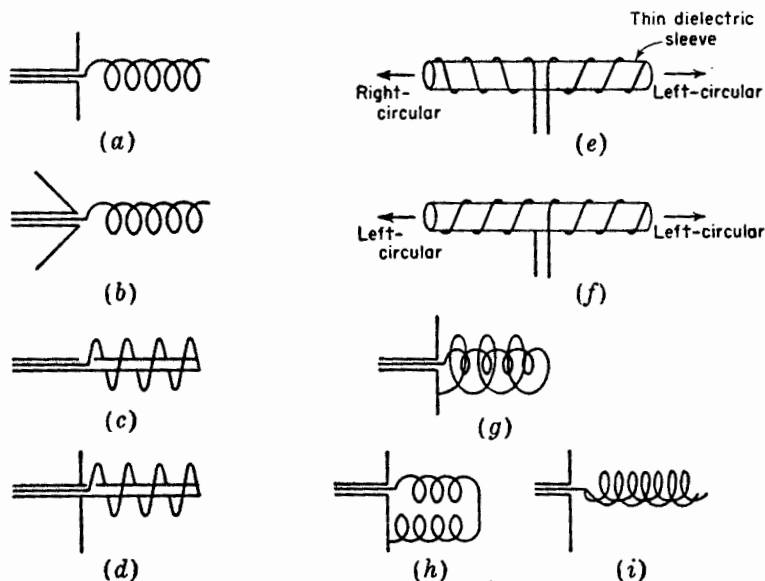 Thin dielectric
sleeve
Right-
circular
Left-circular
(a)
(e)
Left-
circular
Left-circular
(b)
(f)
(c)
(g)
(d)
(h)
(i)